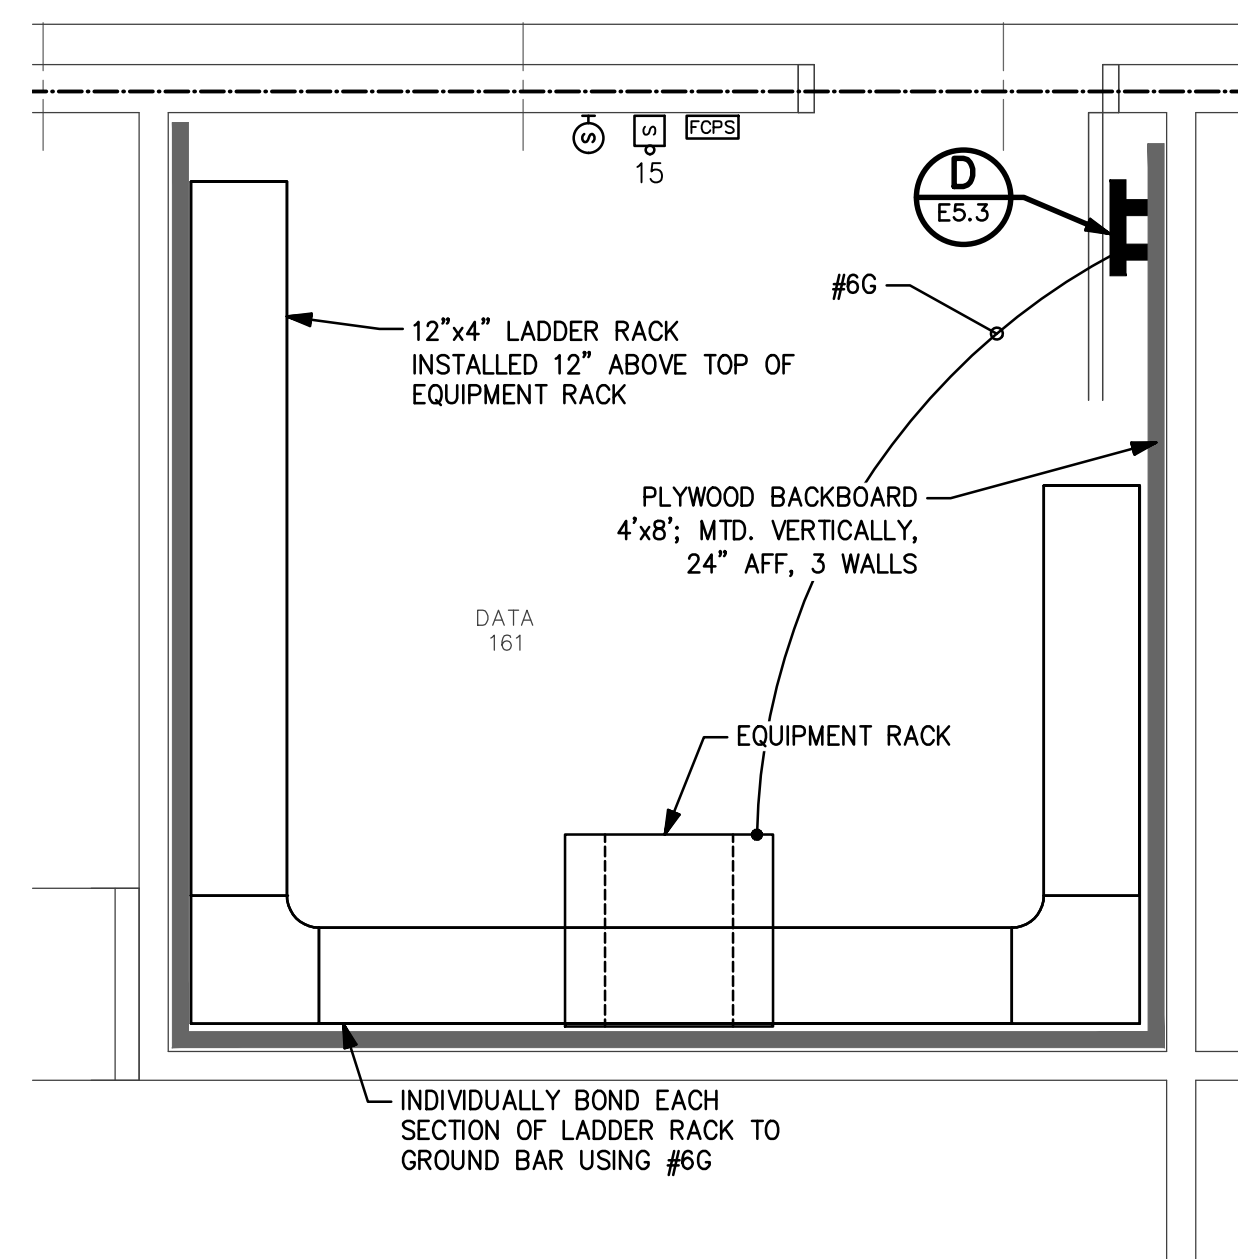 S
S
FCPS
15
D
E5.3
#6G
12"x4" LADDER RACK
INSTALLED 12" ABOVE TOP OF
EQUIPMENT RACK
PLYWOOD BACKBOARD
4'x8'; MTD. VERTICALLY,
24" AFF, 3 WALLS
DATA
161
EQUIPMENT RACK
INDIVIDUALLY BOND EACH
SECTION OF LADDER RACK TO
GROUND BAR USING #6G